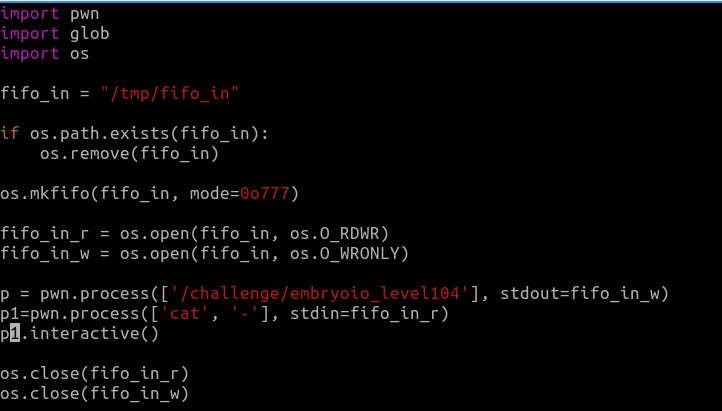 import pwn
import glob
import os
fifo_in = "/tmp/fifo_in"
if os.path.exists(fifo_in):
    os.remove(fifo_in)
os.mkfifo(fifo_in, mode=0o777)
fifo_in_r = os.open(fifo_in, os.O_RDWR)
fifo_in_w = os.open(fifo_in, os.O_WRONLY)
p = pwn.process(['/challenge/embryoio_level104'], stdout=fifo_in_w)
p1=pwn.process(['cat', '-'], stdin=fifo_in_r)
p1.interactive()
os.close(fifo_in_r)
os.close(fifo_in_w)